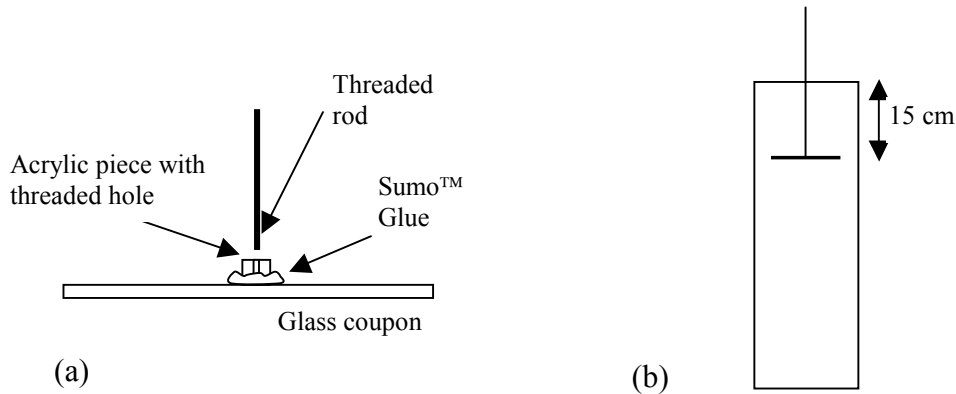 Threaded
rod
Acrylic piece with
threaded hole
Sumo™
Glue
Glass coupon
(a)
15 cm
(b)